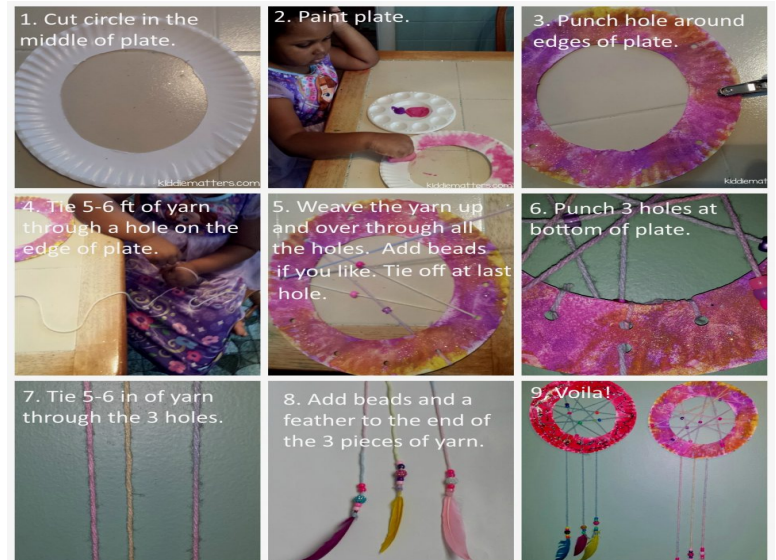 1. Cut circle in the
middle of plate.
kiddiematters.com
2. Paint plate.
kiddiematters.com
3. Punch hole around
edges of plate.
kiddiemat
4. Tie 5-6 ft of yarn
through a hole on the
edge of plate.
5. Weave the yarn up
and over through all
the holes. Add beads
if you like. Tie off at last
hole.
6. Punch 3 holes at
bottom of plate.
7. Tie 5-6 in of yarn
through the 3 holes.
8. Add beads and a
feather to the end of
the 3 pieces of yarn.
9. Voila!